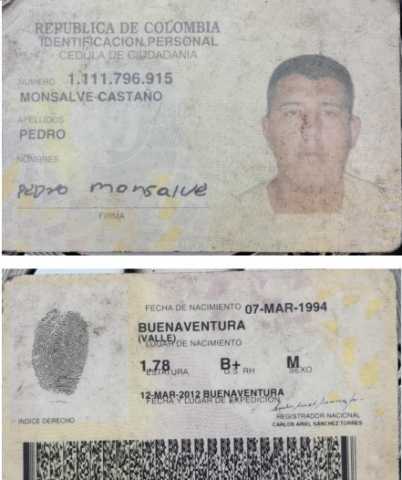 REPUBLICA DE COLOMBIA
IDENTIFICACION PERSONAL
CEDULA DE CIUDADANIA
NUMERO 1.111.796.915
MONSALVE CASTAÑO
APELLIDOS
PEDRO
NOMBRES
PEDRO monsalve
FIRMA
FECHA DE NACIMIENTO 07-MAR-1994
BUENAVENTURA
(VALLE)
LUGAR DE NACIMIENTO
1.78 B+ M
ESTATURA G.S. RH SEXO
12-MAR-2012 BUENAVENTURA
FECHA Y LUGAR DE EXPEDICION
INDICE DERECHO
REGISTRADOR NACIONAL
CARLOS ARIEL SÁNCHEZ TORRES